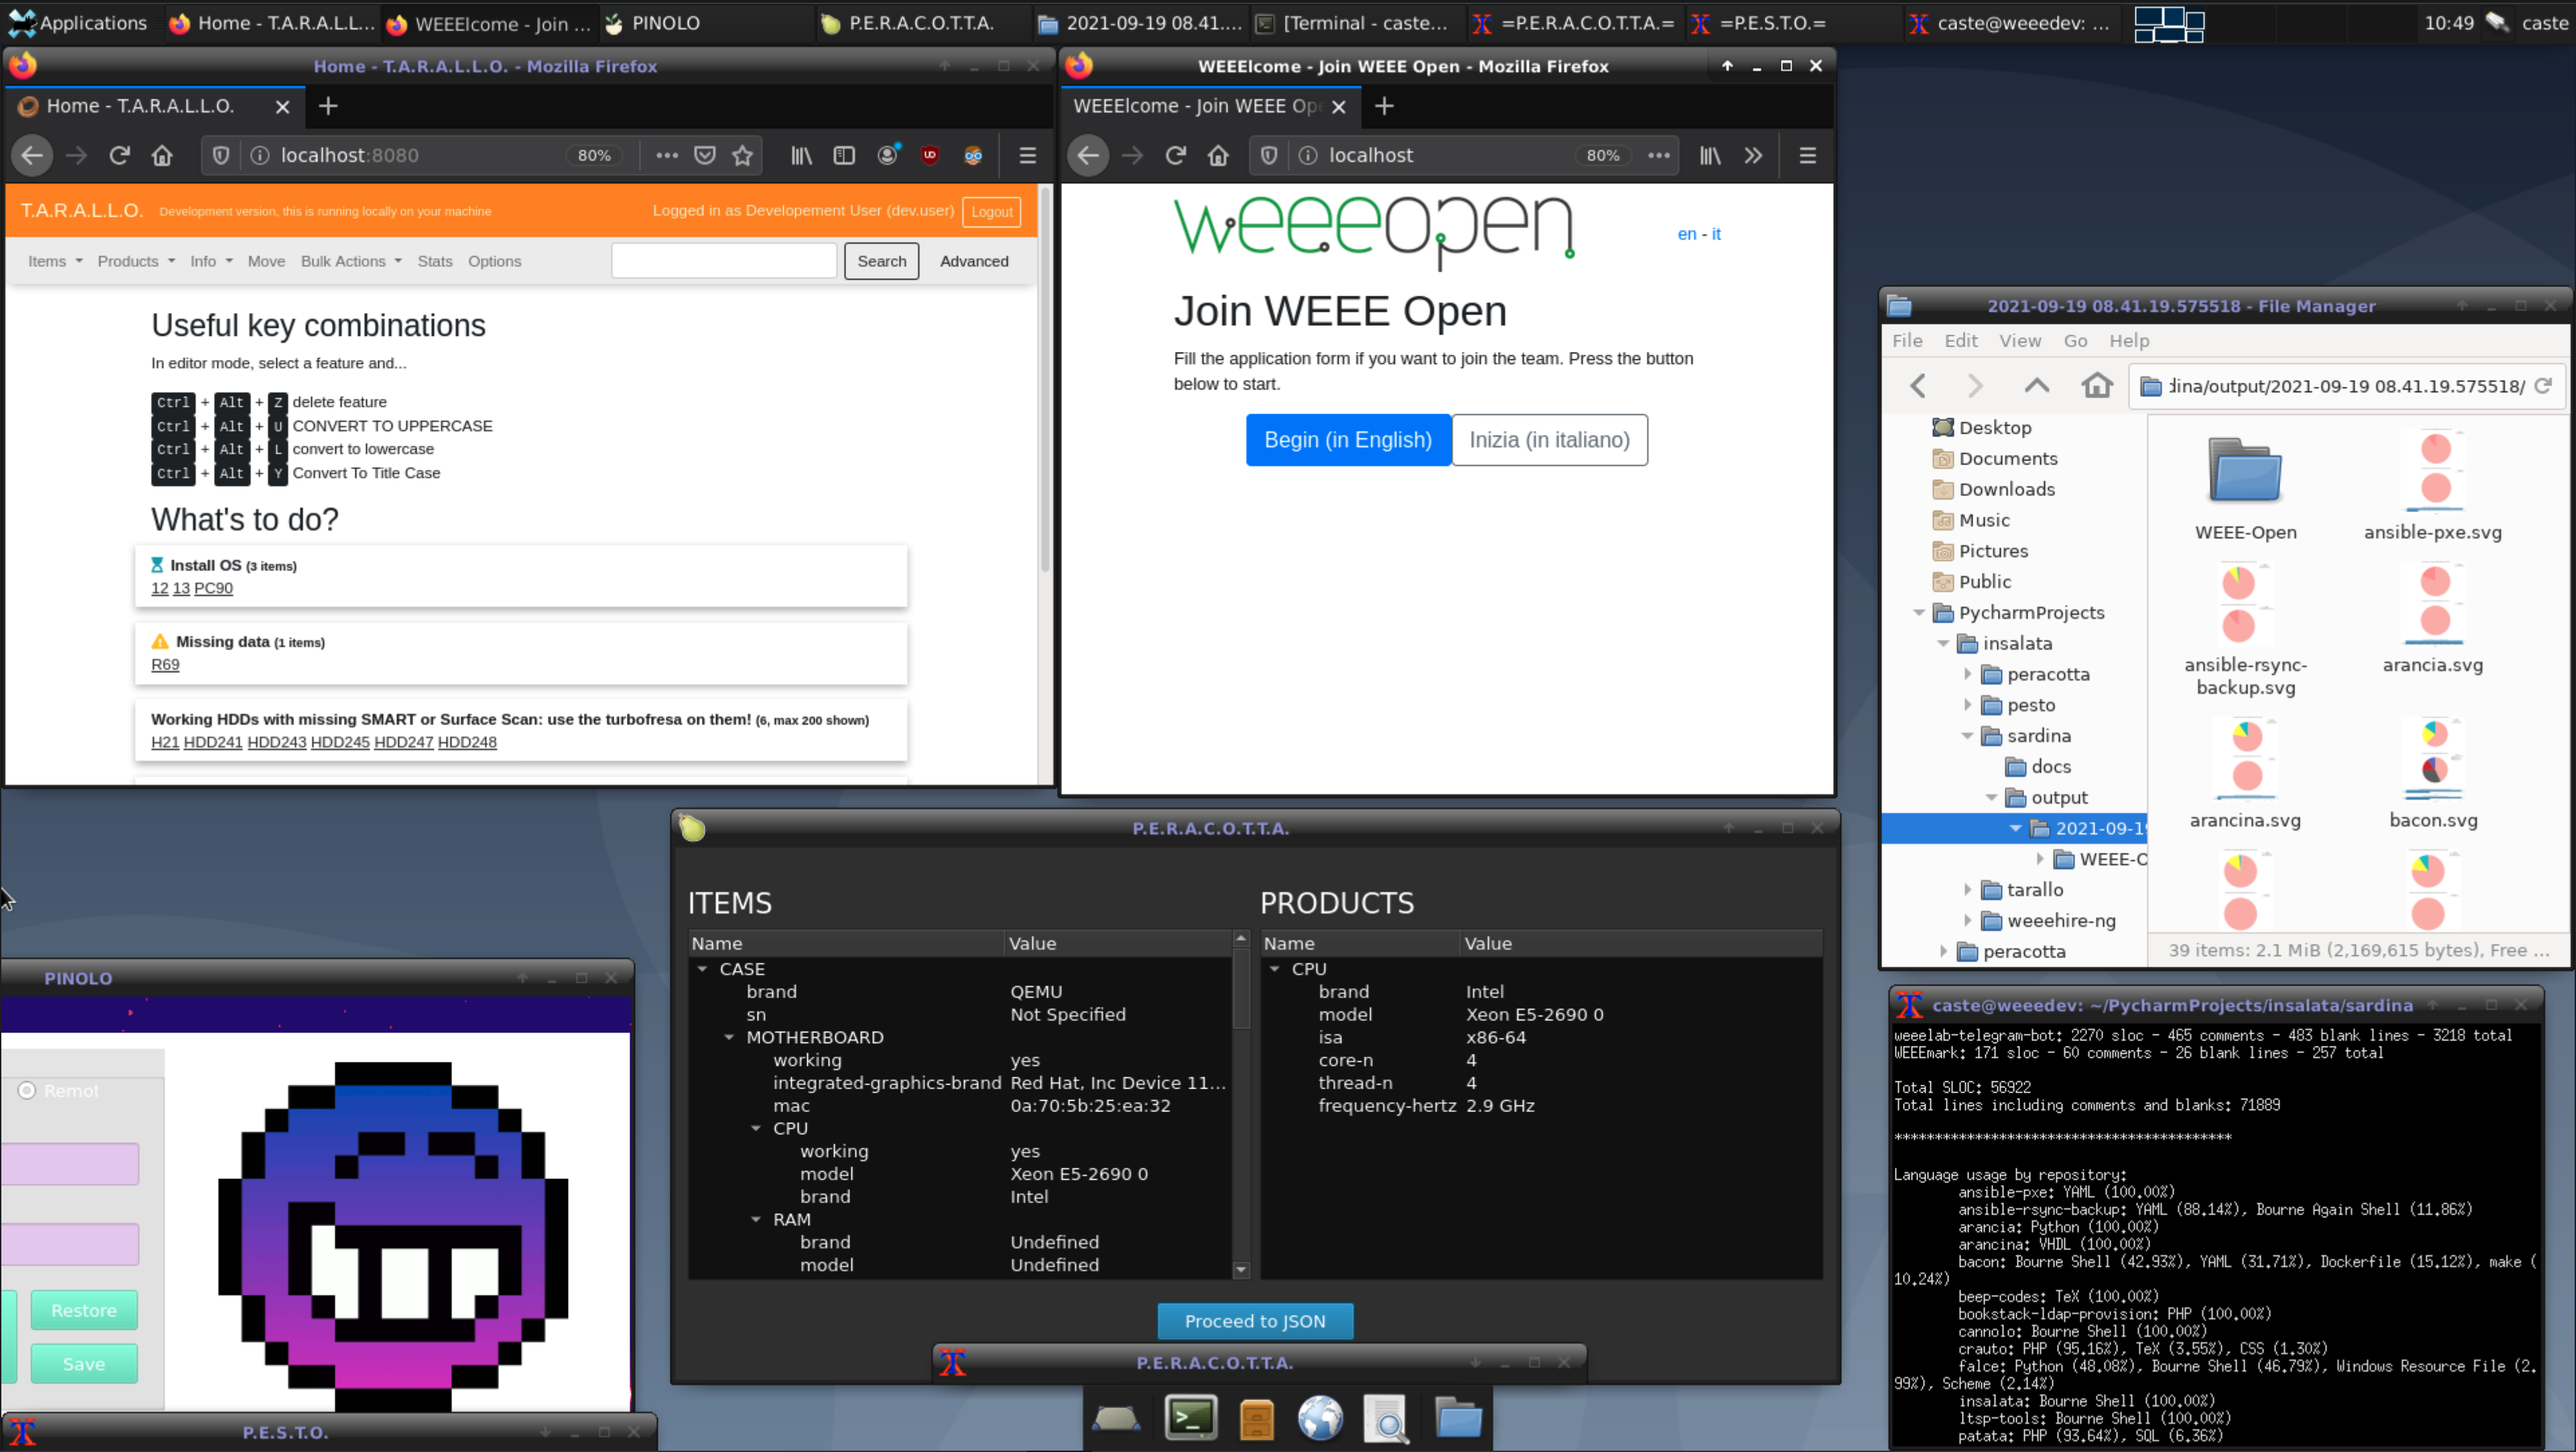 Applications
Home - T.A.R.A.L.L...
WEEElcome - Join ...
PINOLO
P.E.R.A.C.O.T.T.A.
2021-09-19 08.41....
[Terminal - caste...
=P.E.R.A.C.O.T.T.A.=
=P.E.S.T.O.=
caste@weeedev: ...
10:49
caste
Home - T.A.R.A.L.L.O. - Mozilla Firefox
Home - T.A.R.A.L.L.O.
localhost:8080
80%
T.A.R.A.L.L.O.
Development version, this is running locally on your machine
Logged in as Developement User (dev.user)
Logout
Items
Products
Info
Move
Bulk Actions
Stats
Options
Search
Advanced
Useful key combinations
In editor mode, select a feature and...
Ctrl + Alt + Z delete feature
Ctrl + Alt + U CONVERT TO UPPERCASE
Ctrl + Alt + L convert to lowercase
Ctrl + Alt + Y Convert To Title Case
What's to do?
Install OS (3 items)
12 13 PC90
Missing data (1 items)
R69
Working HDDs with missing SMART or Surface Scan: use the turbofresa on them! (6, max 200 shown)
H21 HDD241 HDD243 HDD245 HDD247 HDD248
WEEElcome - Join WEEE Open - Mozilla Firefox
WEEElcome - Join WEEE Op
localhost
80%
weeeopen
en - it
Join WEEE Open
Fill the application form if you want to join the team. Press the button
below to start.
Begin (in English)
Inizia (in italiano)
2021-09-19 08.41.19.575518 - File Manager
File Edit View Go Help
dina/output/2021-09-19 08.41.19.575518/
Desktop
Documents
Downloads
Music
Pictures
Public
PycharmProjects
insalata
peracotta
pesto
sardina
docs
output
2021-09-1
WEEE-O
tarallo
weeehire-ng
peracotta
WEEE-Open
ansible-pxe.svg
ansible-rsync-
backup.svg
arancia.svg
arancina.svg
bacon.svg
39 items: 2.1 MiB (2,169,615 bytes), Free ...
P.E.R.A.C.O.T.T.A.
ITEMS
Name Value
CASE
brand QEMU
sn Not Specified
MOTHERBOARD
working yes
integrated-graphics-brand Red Hat, Inc Device 11...
mac 0a:70:5b:25:ea:32
CPU
working yes
model Xeon E5-2690 0
brand Intel
RAM
brand Undefined
model Undefined
PRODUCTS
Name Value
CPU
brand Intel
model Xeon E5-2690 0
isa x86-64
core-n 4
thread-n 4
frequency-hertz 2.9 GHz
Proceed to JSON
P.E.R.A.C.O.T.T.A.
PINOLO
Remot
Restore
Save
P.E.S.T.O.
caste@weeedev: ~/PycharmProjects/insalata/sardina
weeelab-telegram-bot: 2270 sloc - 465 comments - 483 blank lines - 3218 total
WEEEmark: 171 sloc - 60 comments - 26 blank lines - 257 total
Total SLOC: 56922
Total lines including comments and blanks: 71889
******************************************
Language usage by repository:
ansible-pxe: YAML (100.00%)
ansible-rsync-backup: YAML (88.14%), Bourne Again Shell (11.86%)
arancia: Python (100.00%)
arancina: VHDL (100.00%)
bacon: Bourne Shell (42.93%), YAML (31.71%), Dockerfile (15.12%), make (
10.24%)
beep-codes: TeX (100.00%)
bookstack-ldap-provision: PHP (100.00%)
cannolo: Bourne Shell (100.00%)
crauto: PHP (95.16%), TeX (3.55%), CSS (1.30%)
falce: Python (48.08%), Bourne Shell (46.79%), Windows Resource File (2.
99%), Scheme (2.14%)
insalata: Bourne Shell (100.00%)
ltsp-tools: Bourne Shell (100.00%)
patata: PHP (93.64%), SQL (6.36%)